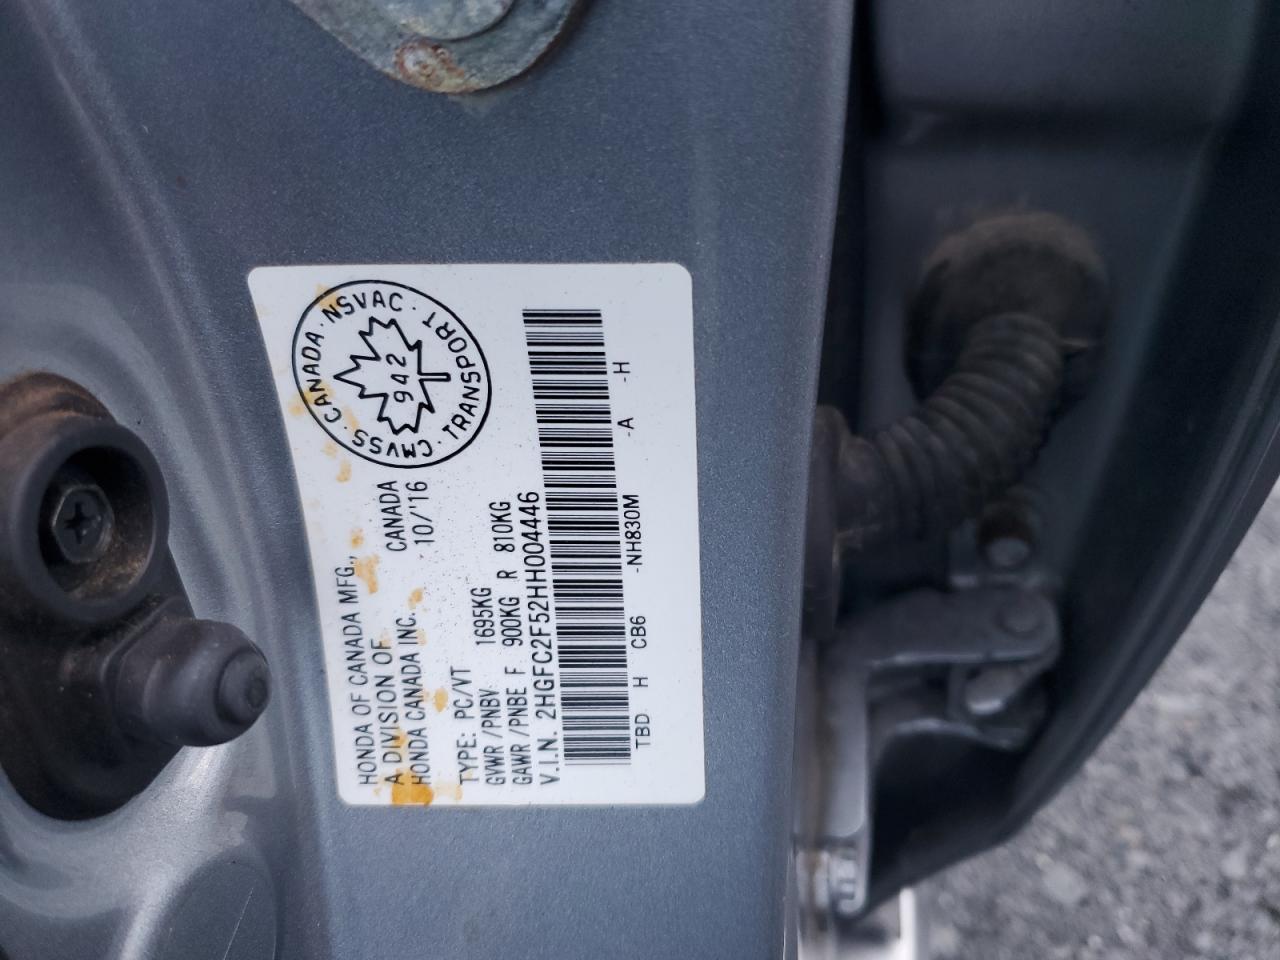 HONDA OF CANADA MFG.,
A DIVISION OF CANADA
HONDA CANADA INC. 10/'16
TYPE: PC/VT
GVWR /PNBV 1695KG
GAWR /PNBE F 900KG R 810KG
V.I.N. 2HGFC2F52HH004446
TBD H CB6 -NH830M -A -H
CMVSS · CANADA · NSVAC · TRANSPORT ·
942